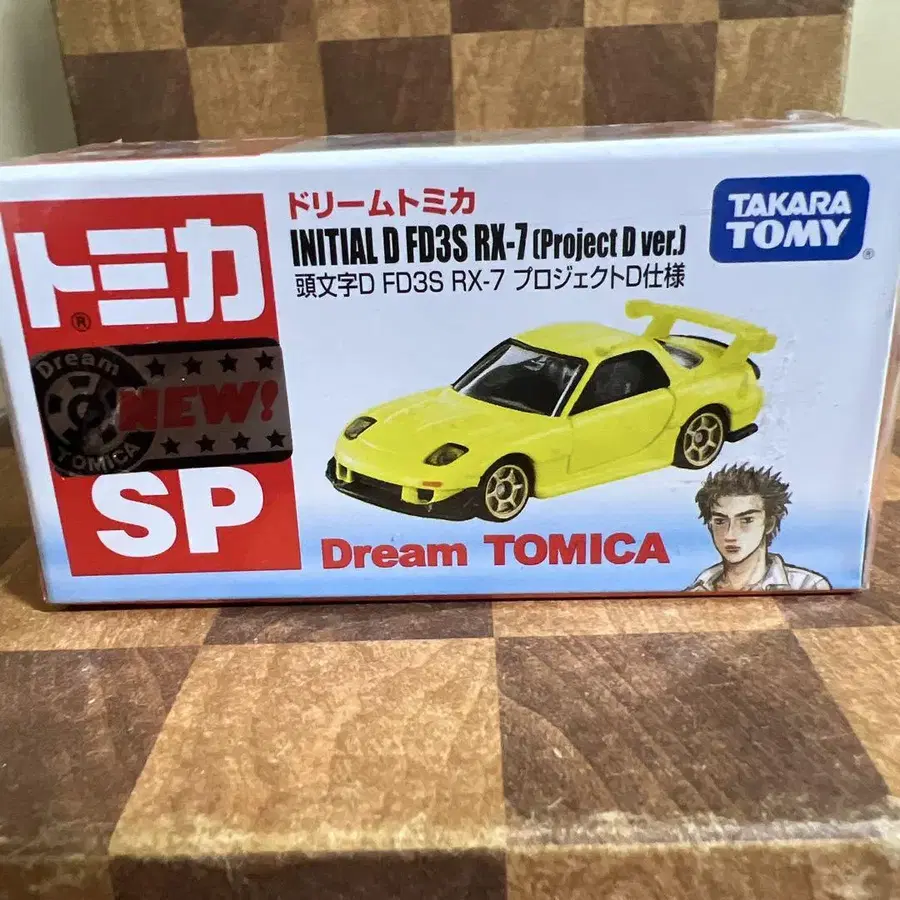 トミカ
®
Dream
NEW!
TOMICA
SP
ドリームトミカ
INITIAL D FD3S RX-7 (Project D ver.)
頭文字D FD3S RX-7 プロジェクトD仕様
TAKARA
TOMY®
Dream TOMICA